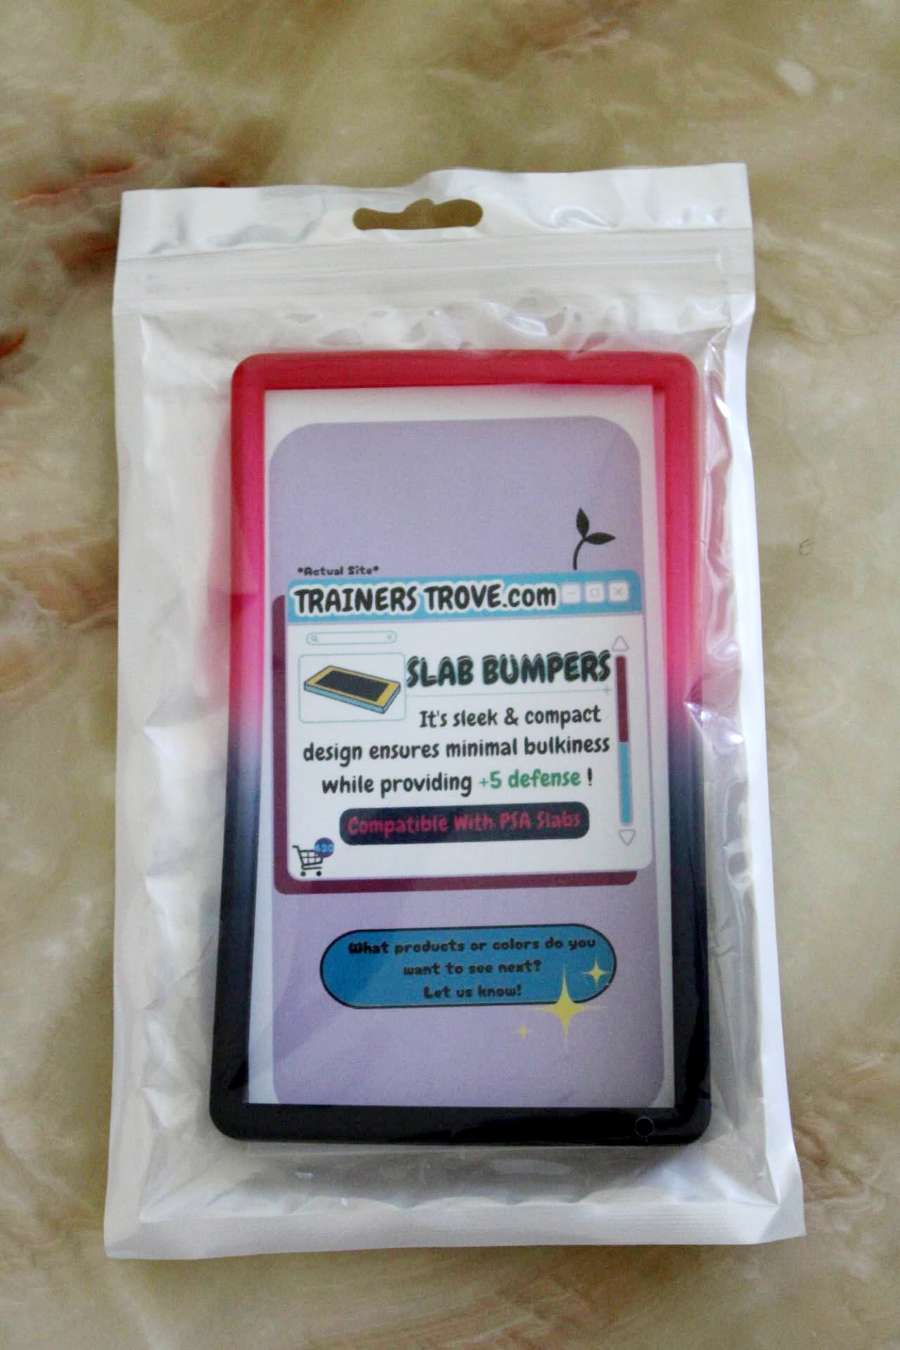 *Actual Site*
TRAINERS TROVE.com
SLAB BUMPERS
It's sleek & compact
design ensures minimal bulkiness
while providing +5 defense !
Compatible With PSA Slabs
620
What products or colors do you
want to see next?
Let us know!